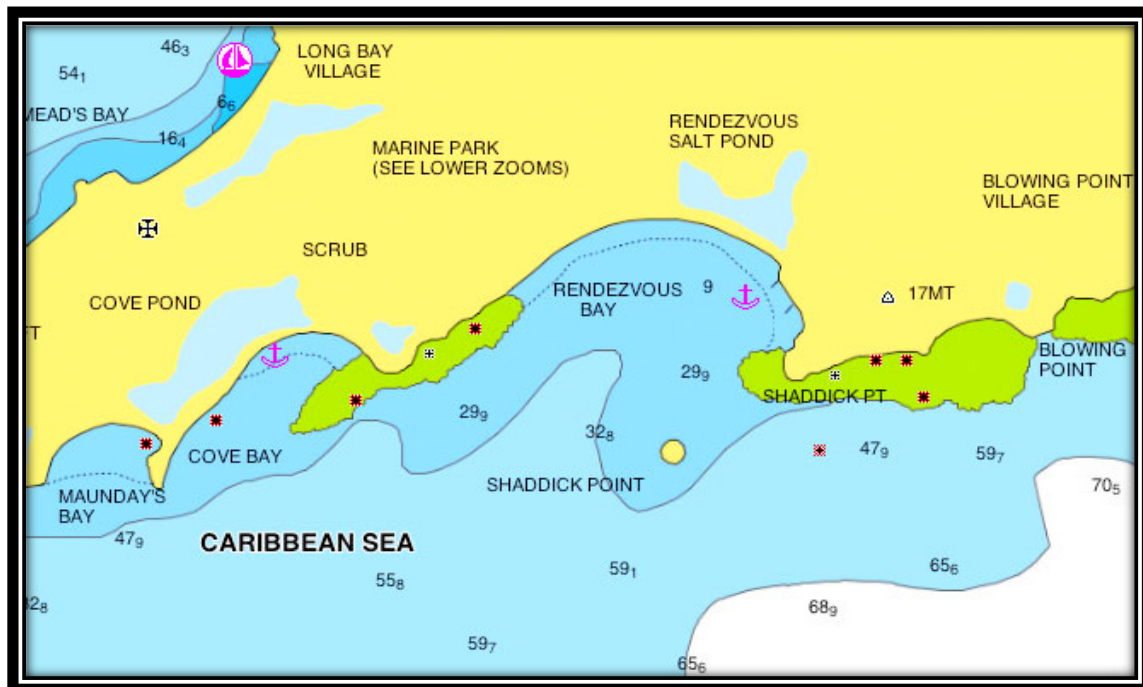 46₃
LONG BAY
VILLAGE
54₁
6₆
MEAD'S BAY
16₄
RENDEZVOUS
SALT POND
MARINE PARK
(SEE LOWER ZOOMS)
BLOWING POINT
VILLAGE
SCRUB
COVE POND
RENDEZVOUS
BAY
9
17MT
BLOWING
POINT
29₉
SHADDICK PT
29₉
32₈
COVE BAY
47₉
59₇
SHADDICK POINT
70₅
MAUNDAY'S
BAY
47₉
CARIBBEAN SEA
55₈
59₁
65₆
68₉
59₇
65₆